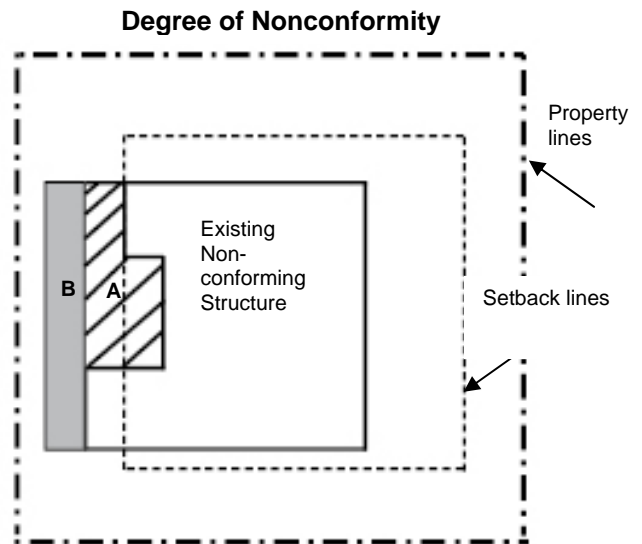 Degree of Nonconformity
Property
lines
Existing
Non-
conforming
Structure
B
A
Setback lines